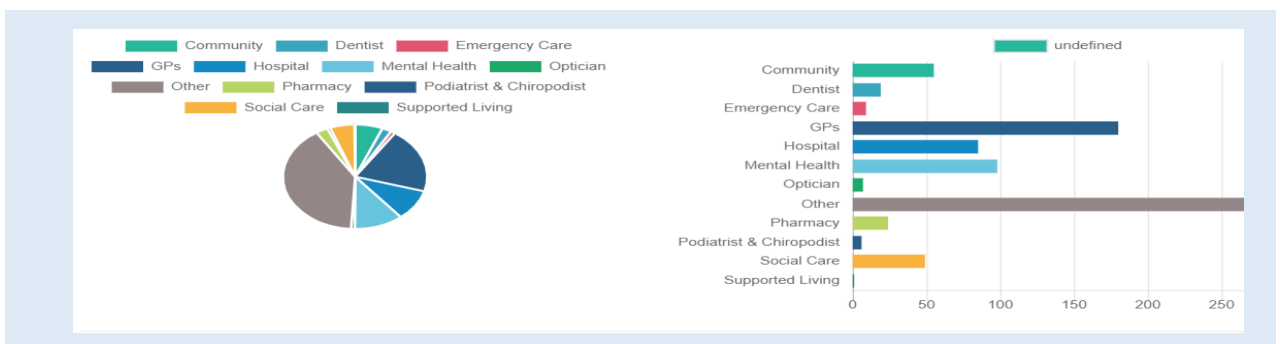 Community Dentist Emergency Care
GPs Hospital Mental Health Optician
Other Pharmacy Podiatrist & Chiropodist
Social Care Supported Living
undefined
Community
Dentist
Emergency Care
GPs
Hospital
Mental Health
Optician
Other
Pharmacy
Podiatrist & Chiropodist
Social Care
Supported Living
0 50 100 150 200 250